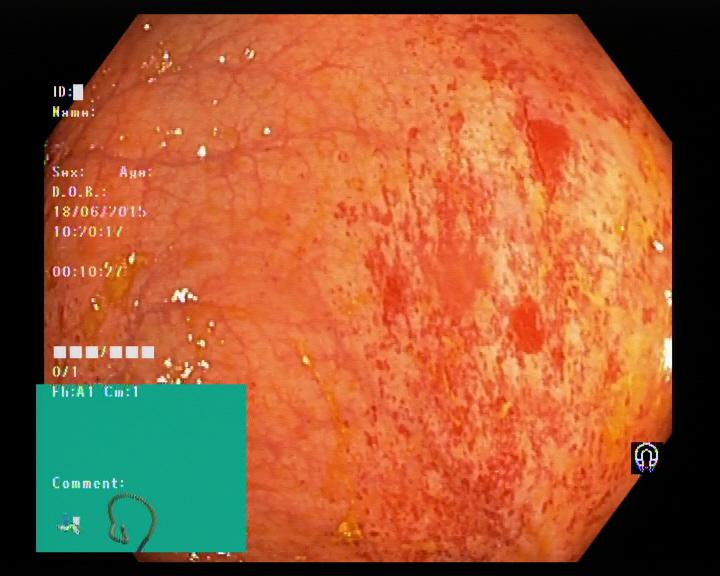 ID:
Name:
Sex: Age:
D.O.B.:
18/06/2015
10:20:17
00:10:27
/
0/1
Eh:A1 Cm:1
Comment: